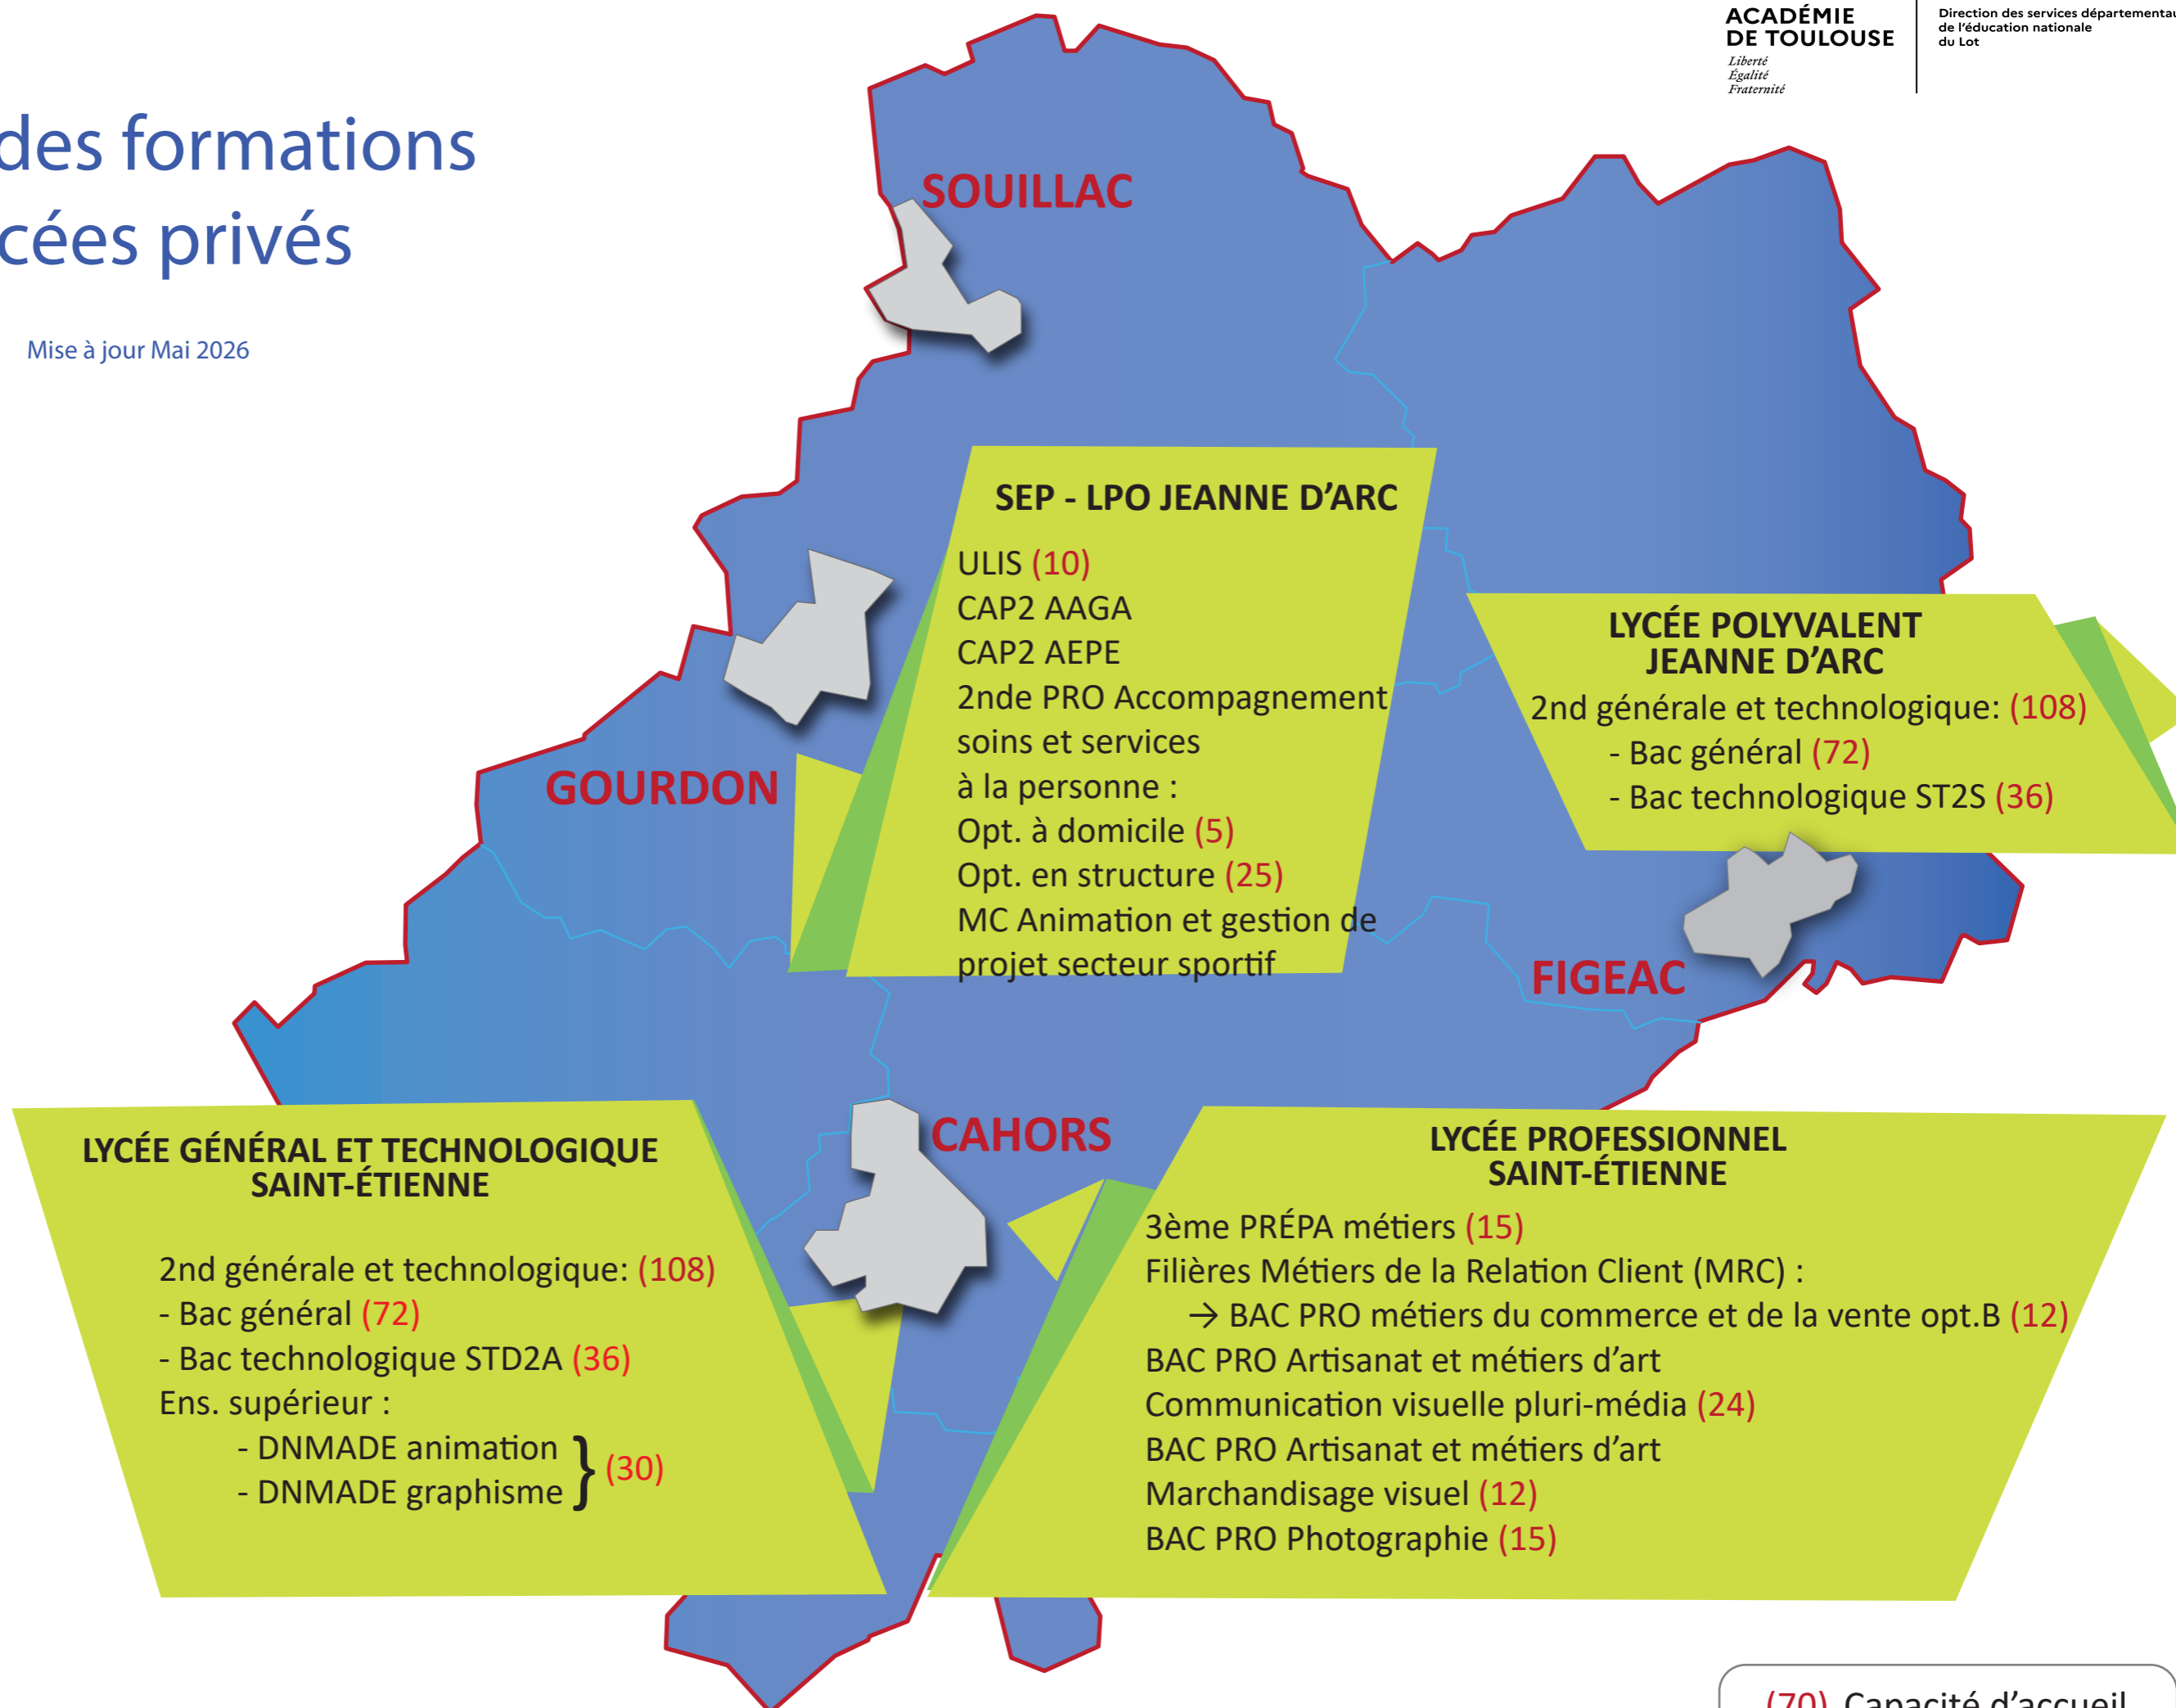 ACADÉMIE
DE TOULOUSE
Liberté
Égalité
Fraternité
Direction des services départementau
de l'éducation nationale
du Lot
des formations
cées privés
Mise à jour Mai 2026
SOUILLAC
SEP - LPO JEANNE D'ARC
ULIS (10)
CAP2 AAGA
CAP2 AEPE
2nde PRO Accompagnement
soins et services
à la personne :
Opt. à domicile (5)
Opt. en structure (25)
MC Animation et gestion de
projet secteur sportif
LYCÉE POLYVALENT
JEANNE D'ARC
2nd générale et technologique: (108)
- Bac général (72)
- Bac technologique ST2S (36)
GOURDON
FIGEAC
CAHORS
LYCÉE GÉNÉRAL ET TECHNOLOGIQUE
SAINT-ÉTIENNE
2nd générale et technologique: (108)
- Bac général (72)
- Bac technologique STD2A (36)
Ens. supérieur :
- DNMADE animation
- DNMADE graphisme } (30)
LYCÉE PROFESSIONNEL
SAINT-ÉTIENNE
3ème PRÉPA métiers (15)
Filières Métiers de la Relation Client (MRC) :
→ BAC PRO métiers du commerce et de la vente opt.B (12)
BAC PRO Artisanat et métiers d'art
Communication visuelle pluri-média (24)
BAC PRO Artisanat et métiers d'art
Marchandisage visuel (12)
BAC PRO Photographie (15)
(70) Capacité d'accueil